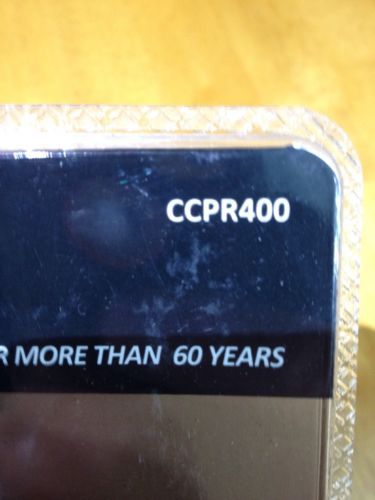 CCPR400
R MORE THAN 60 YEARS